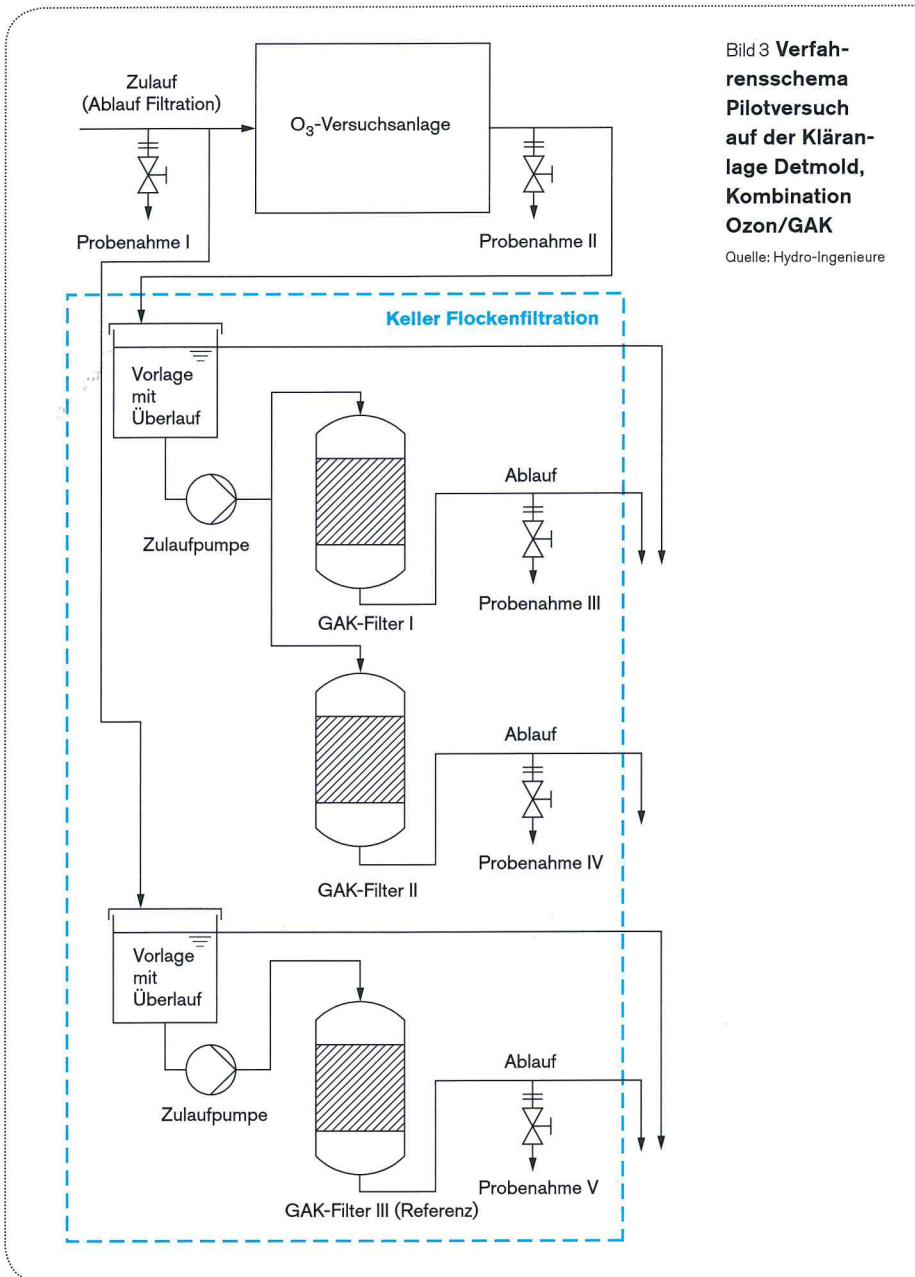 Zulauf
(Ablauf Filtration)
O₃-Versuchsanlage
Probenahme I
Probenahme II
Bild 3 Verfah-
rensschema
Pilotversuch
auf der Kläran-
lage Detmold,
Kombination
Ozon/GAK
Quelle: Hydro-Ingenieure
Keller Flockenfiltration
Vorlage
mit
Überlauf
Zulaufpumpe
GAK-Filter I
Ablauf
Probenahme III
GAK-Filter II
Ablauf
Probenahme IV
Vorlage
mit
Überlauf
Zulaufpumpe
GAK-Filter III (Referenz)
Ablauf
Probenahme V